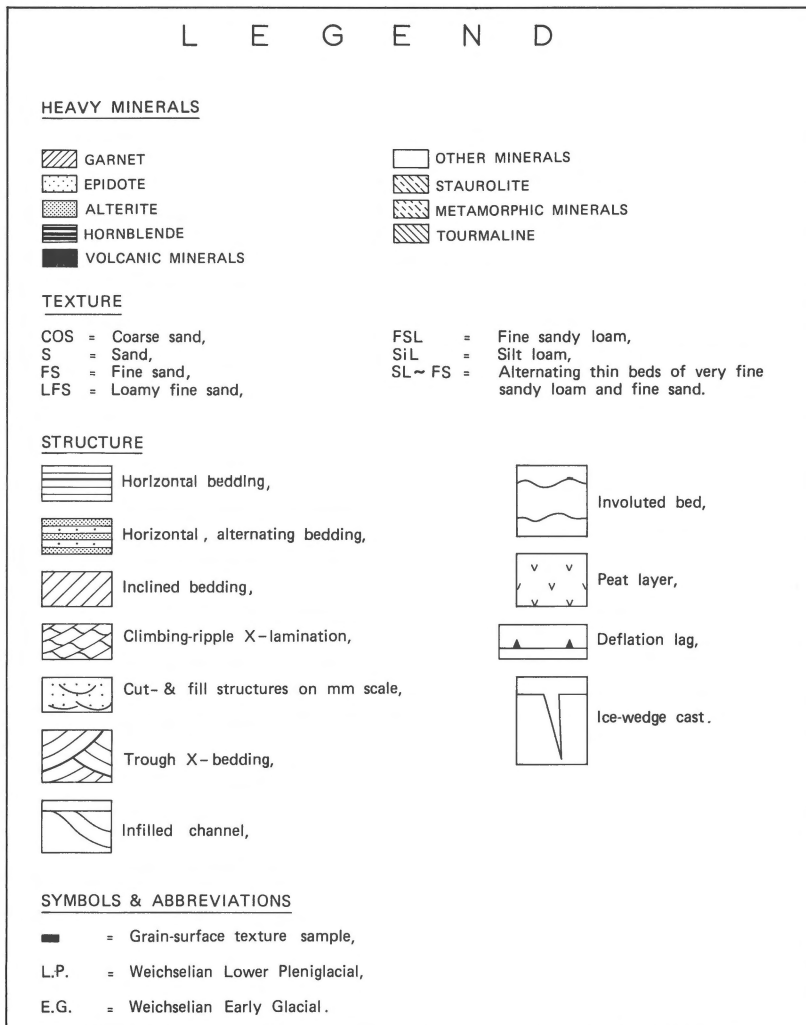 L E G E N D
HEAVY MINERALS
GARNET
EPIDOTE
ALTERITE
HORNBLENDE
VOLCANIC MINERALS
OTHER MINERALS
STAUROLITE
METAMORPHIC MINERALS
TOURMALINE
TEXTURE
COS = Coarse sand,
S = Sand,
FS = Fine sand,
LFS = Loamy fine sand,
FSL = Fine sandy loam,
SiL = Silt loam,
SL~FS = Alternating thin beds of very fine
sandy loam and fine sand.
STRUCTURE
Horizontal bedding,
Horizontal, alternating bedding,
Inclined bedding,
Climbing-ripple X-lamination,
Cut- & fill structures on mm scale,
Trough X-bedding,
Infilled channel,
Involuted bed,
Peat layer,
Deflation lag,
Ice-wedge cast.
SYMBOLS & ABBREVIATIONS
= Grain-surface texture sample,
L.P. = Weichselian Lower Pleniglacial,
E.G. = Weichselian Early Glacial.